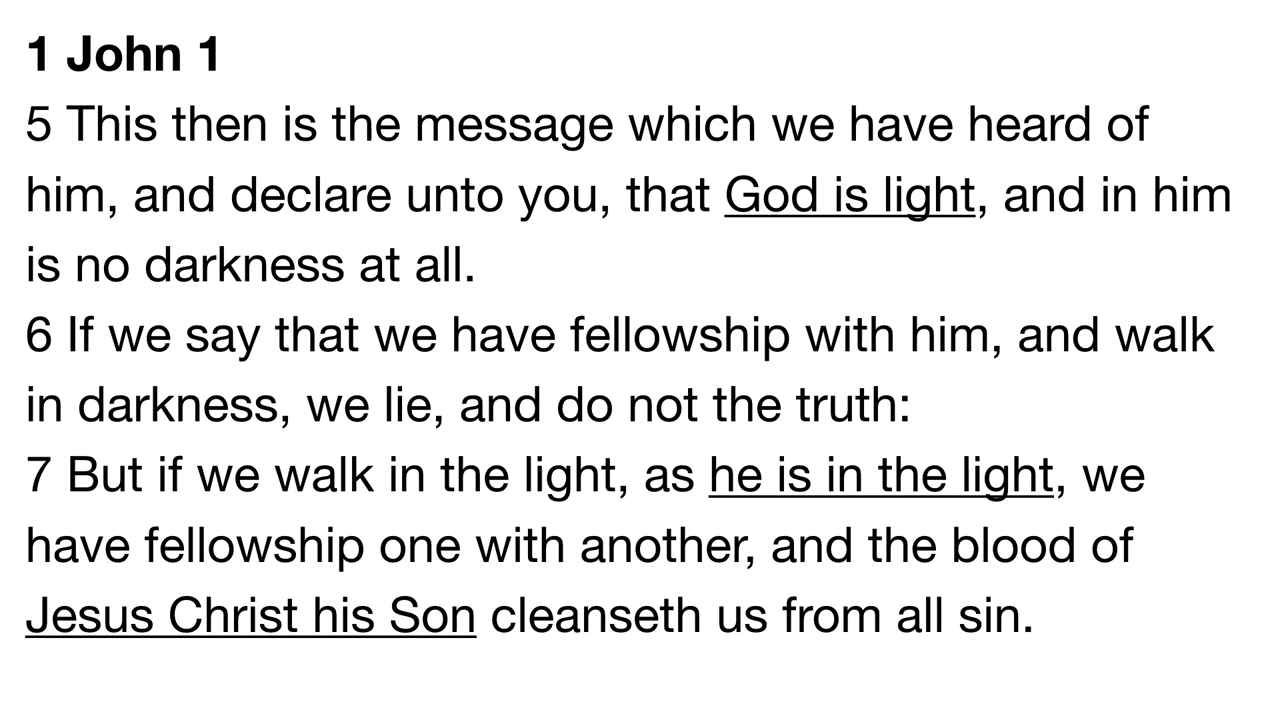 1 John 1
5 This then is the message which we have heard of
him, and declare unto you, that God is light, and in him
is no darkness at all.
6 If we say that we have fellowship with him, and walk
in darkness, we lie, and do not the truth:
7 But if we walk in the light, as he is in the light, we
have fellowship one with another, and the blood of
Jesus Christ his Son cleanseth us from all sin.